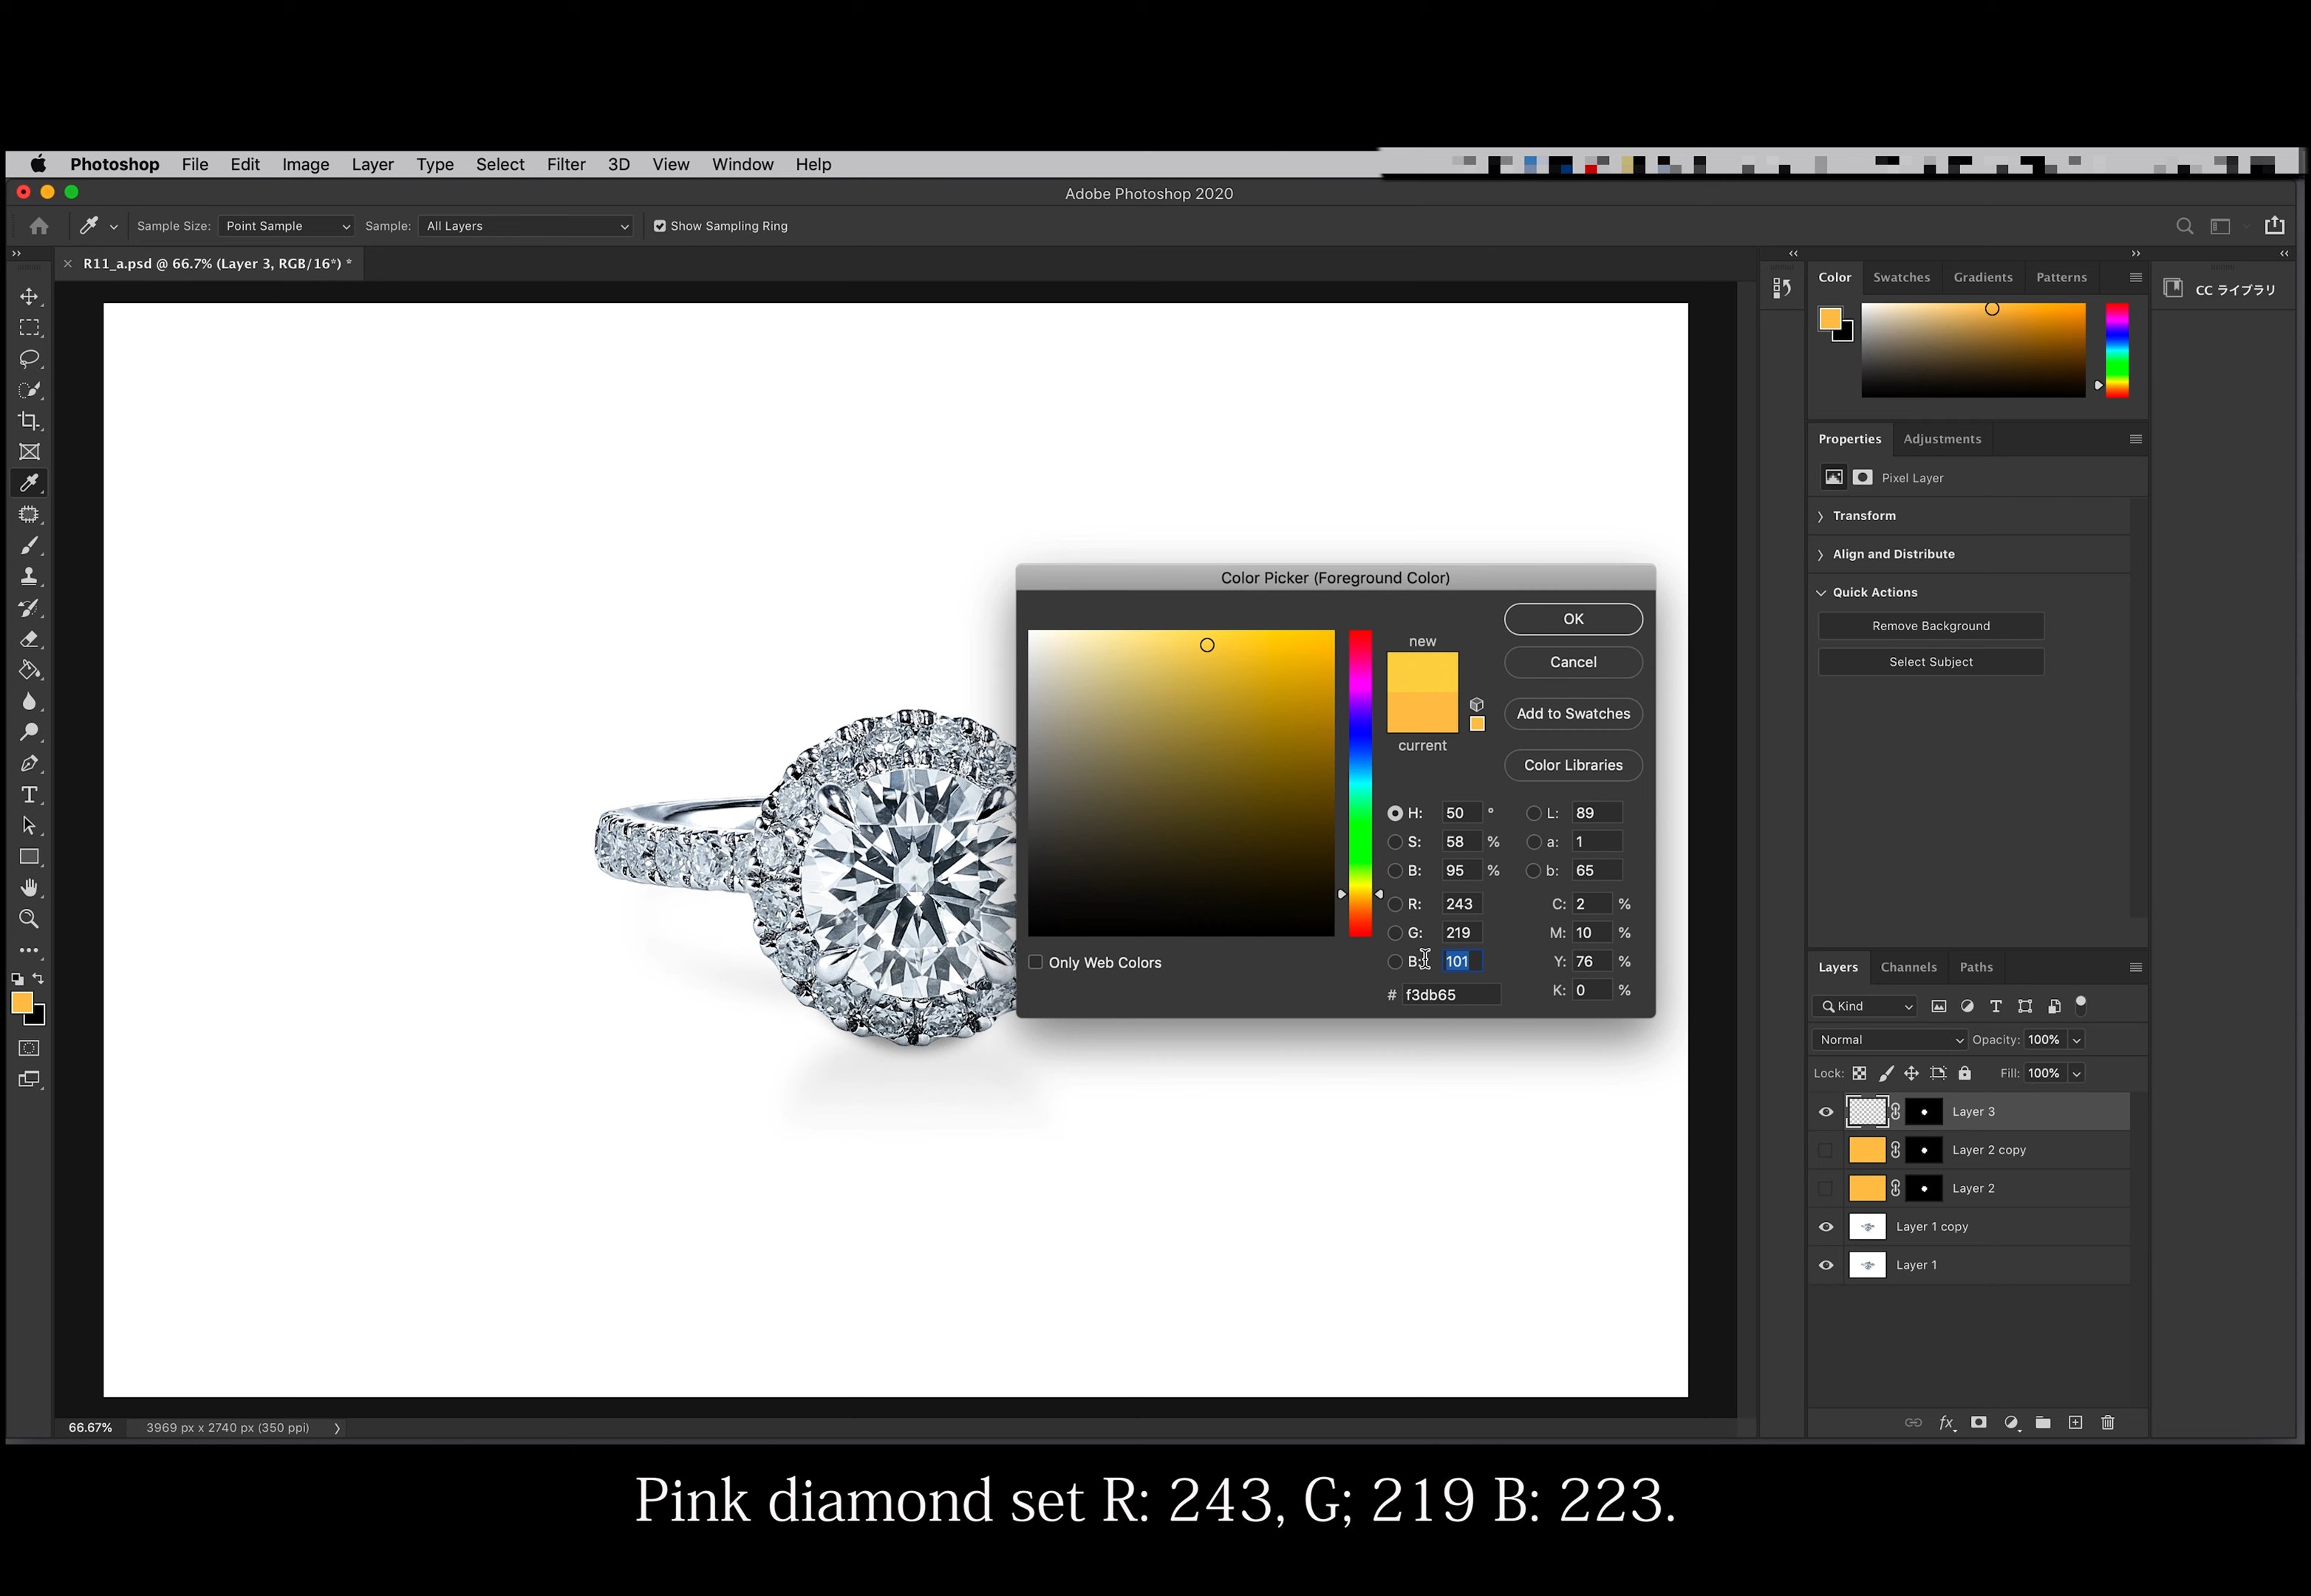 Photoshop File Edit Image Layer Type Select Filter 3D View Window Help
Adobe Photoshop 2020
Sample Size: Point Sample Sample: All Layers Show Sampling Ring
× R11_a.psd @ 66.7% (Layer 3, RGB/16*) *
Color Swatches Gradients Patterns
CC ライブラリ
Properties Adjustments
Pixel Layer
Transform
Align and Distribute
Quick Actions
Remove Background
Select Subject
Color Picker (Foreground Color)
new
current
OK
Cancel
Add to Swatches
Color Libraries
H: 50 ° L: 89
S: 58 % a: 1
B: 95 % b: 65
R: 243 C: 2 %
G: 219 M: 10 %
B: 101 Y: 76 %
# f3db65 K: 0 %
Only Web Colors
Layers Channels Paths
Kind
Normal Opacity: 100%
Lock: Fill: 100%
Layer 3
Layer 2 copy
Layer 2
Layer 1 copy
Layer 1
66.67% 3969 px x 2740 px (350 ppi)
Pink diamond set R: 243, G; 219 B: 223.